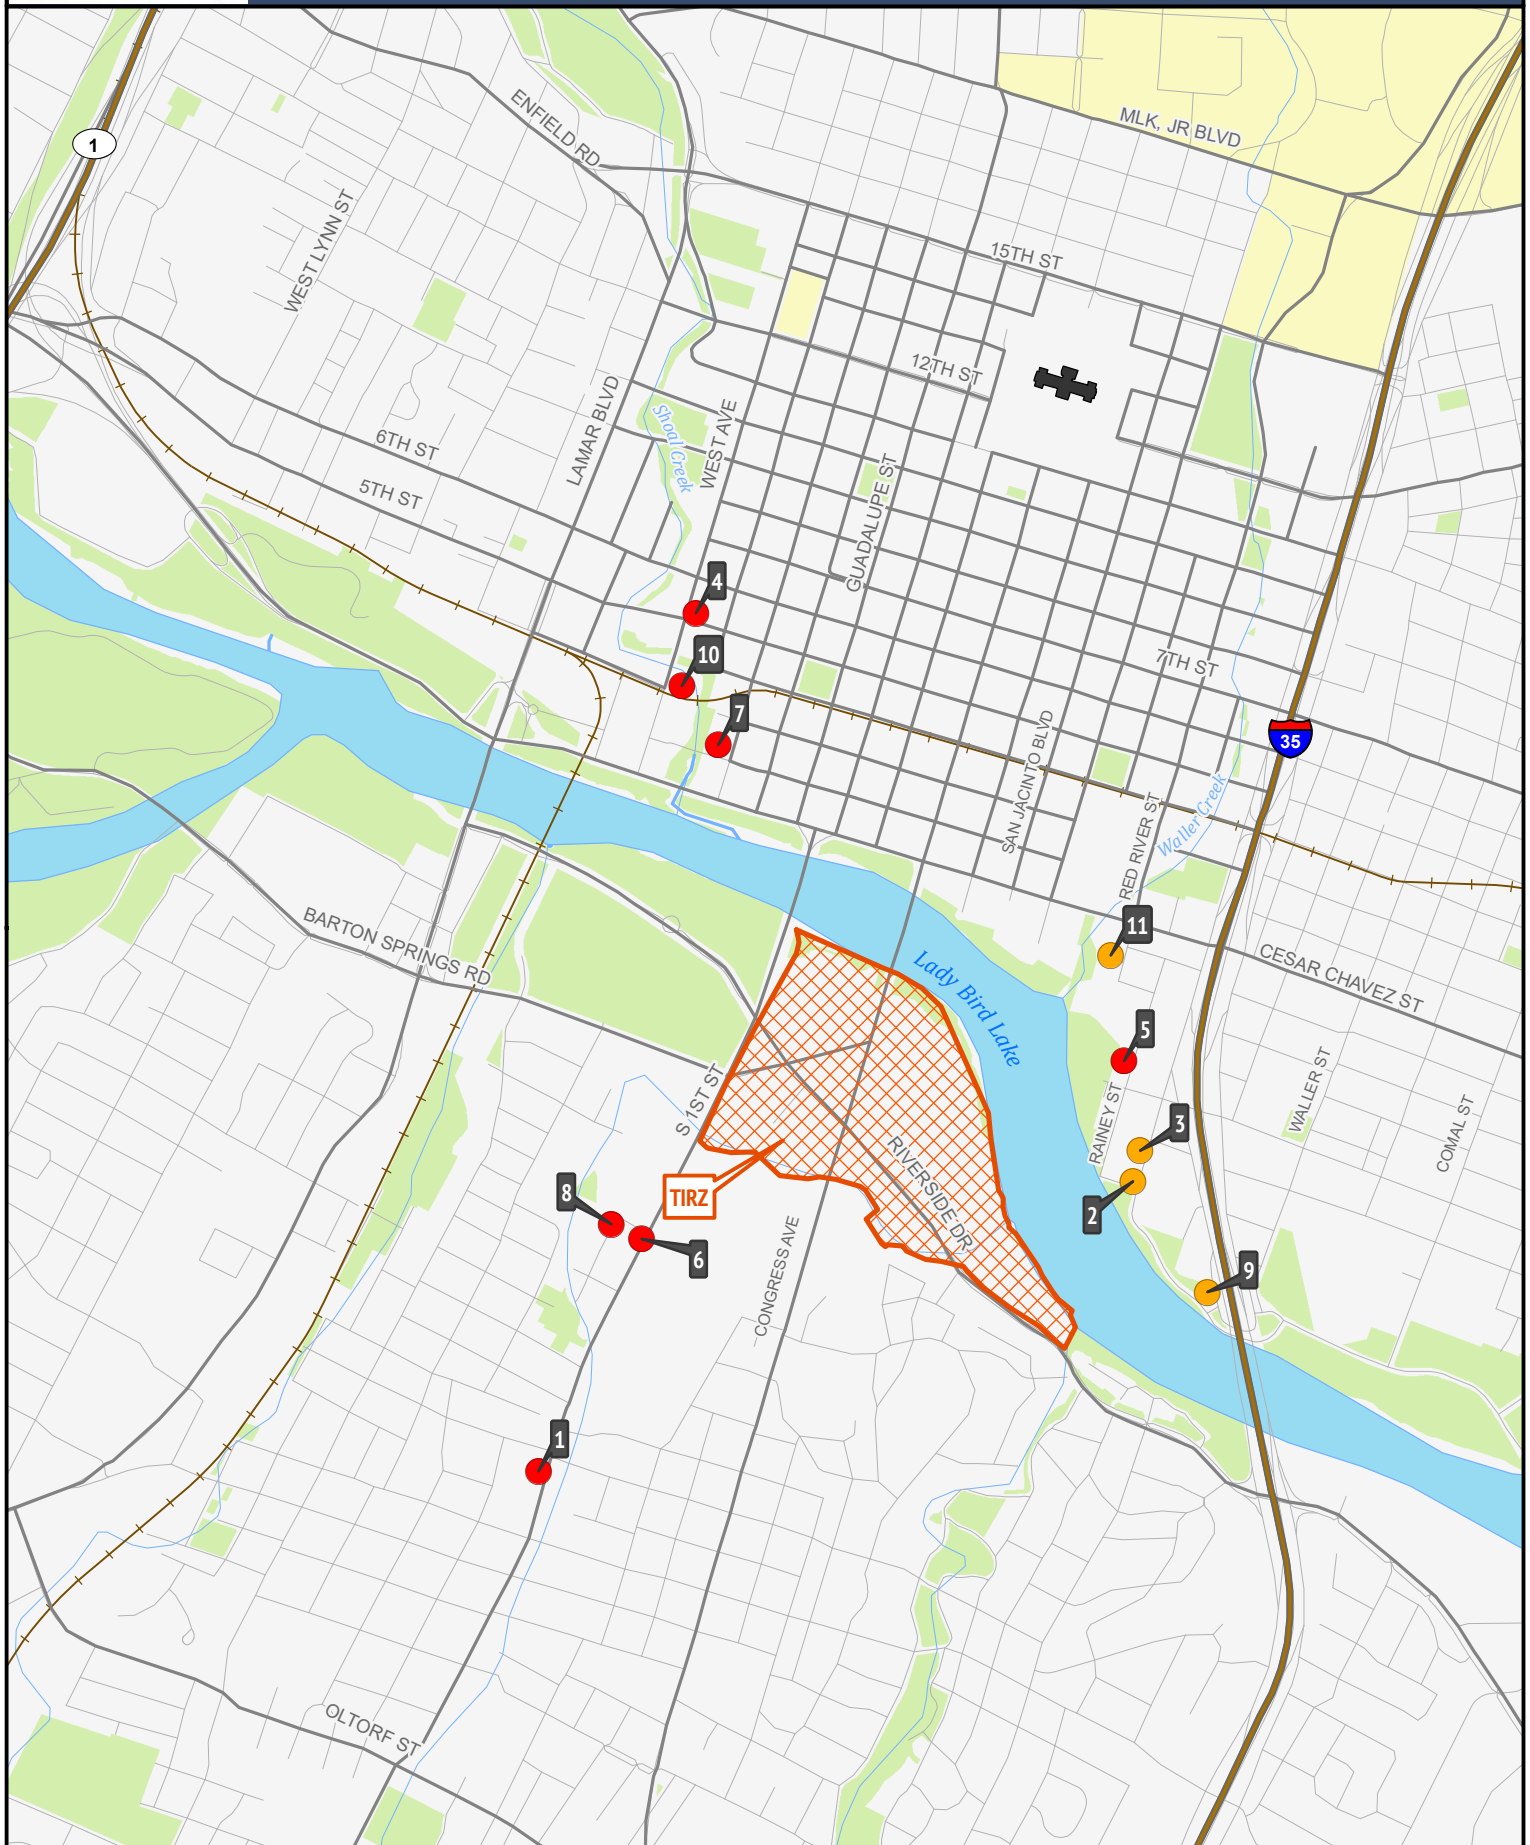 MLK, JR BLVD
ENFIELD RD
1
WEST LYNN ST
15TH ST
12TH ST
LAMAR BLVD
Shoal Creek
WEST AVE
6TH ST
GUADALUPE ST
5TH ST
4
10
7TH ST
7
SAN JACINTO BLVD
35
RED RIVER ST
Waller Creek
11
BARTON SPRINGS RD
Lady Bird Lake
CESAR CHAVEZ ST
5
S 1ST ST
RAINEY ST
WALLER ST
COMAL ST
3
8
TIRZ
RIVERSIDE DR
2
6
CONGRESS AVE
9
1
OLTORF ST